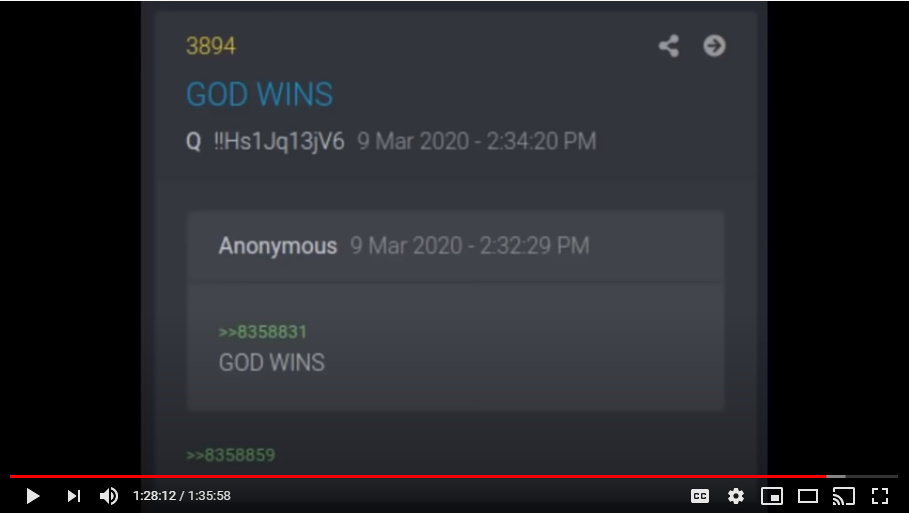 3894
GOD WINS
Q !!Hs1Jq13jV6 9 Mar 2020 - 2:34:20 PM
Anonymous 9 Mar 2020 - 2:32:29 PM
>>8358831
GOD WINS
>>8358859
1:28:12 / 1:35:58
CC